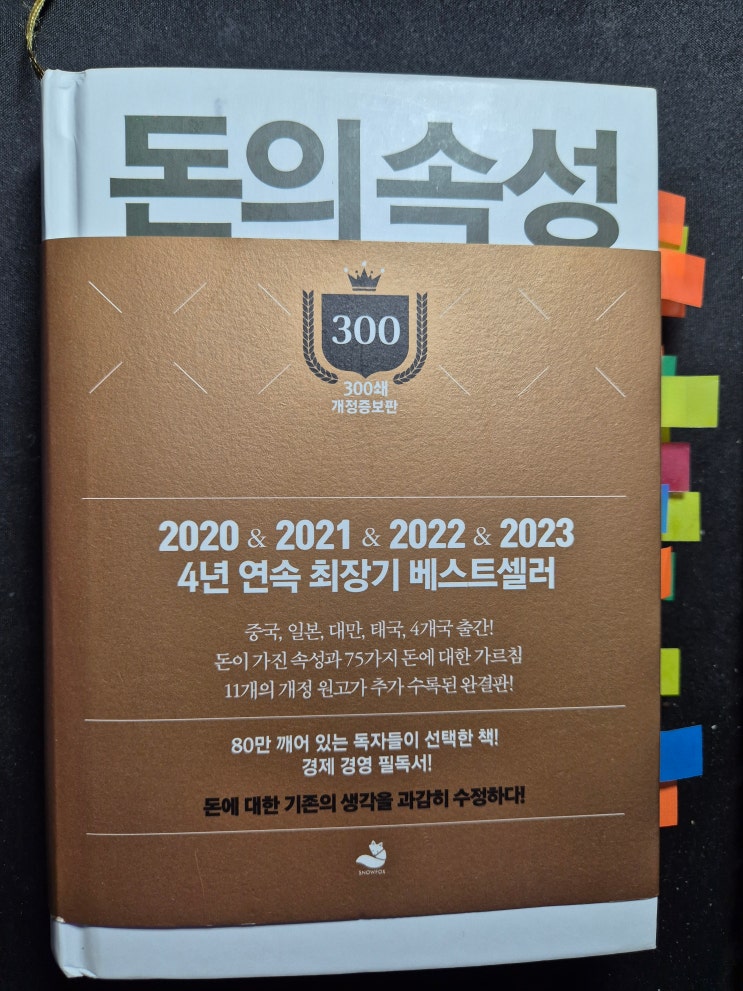 돈의 속성
300
300쇄
개정증보판
2020 & 2021 & 2022 & 2023
4년 연속 최장기 베스트셀러
중국, 일본, 대만, 태국, 4개국 출간!
돈이 가진 속성과 75가지 돈에 대한 가르침
11개의 개정 원고가 추가 수록된 완결판!
80만 깨어 있는 독자들이 선택한 책!
경제 경영 필독서!
돈에 대한 기존의 생각을 과감히 수정하다!
SNOWFOX